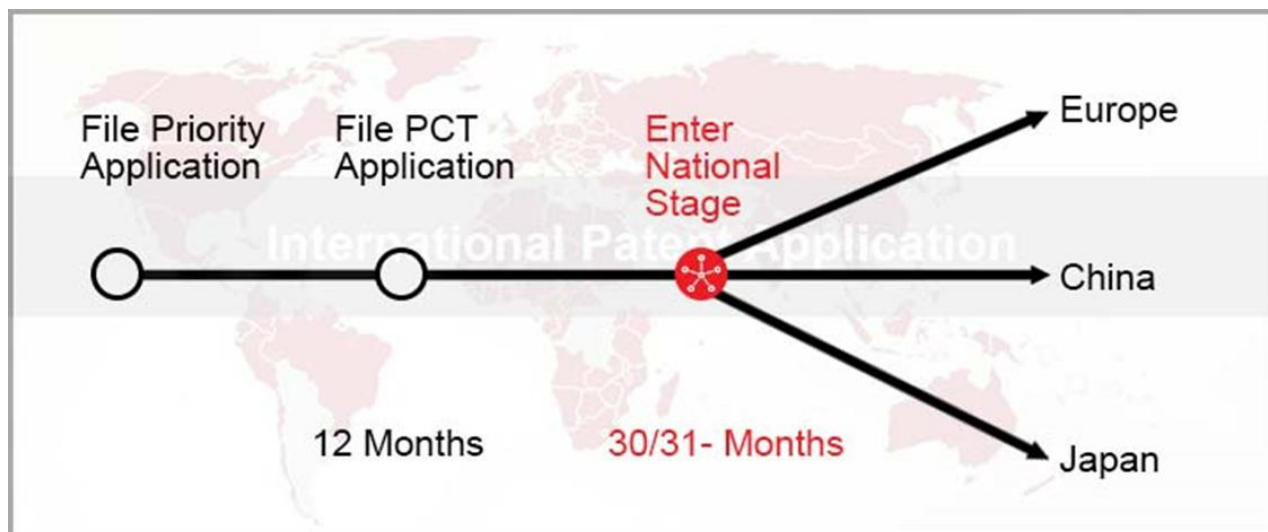 File Priority
Application
File PCT
Application
Enter
National
Stage
Europe
International Patent Application
China
12 Months
30/31- Months
Japan